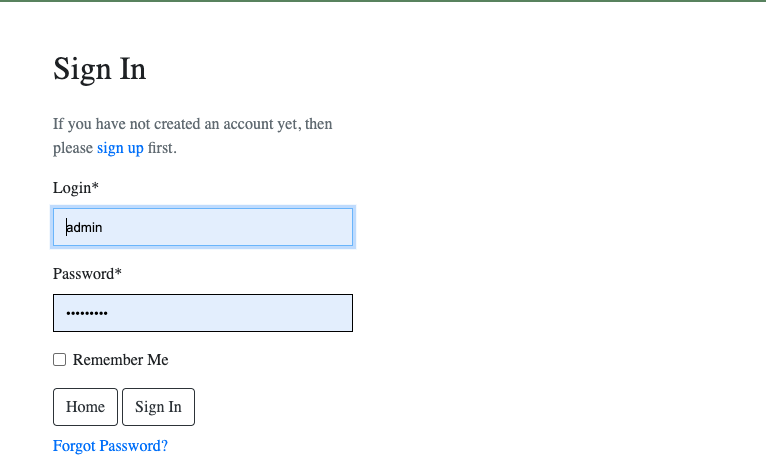 Sign In
If you have not created an account yet, then
please sign up first.
Login*
admin
Password*
•••••••••
Remember Me
Home Sign In
Forgot Password?